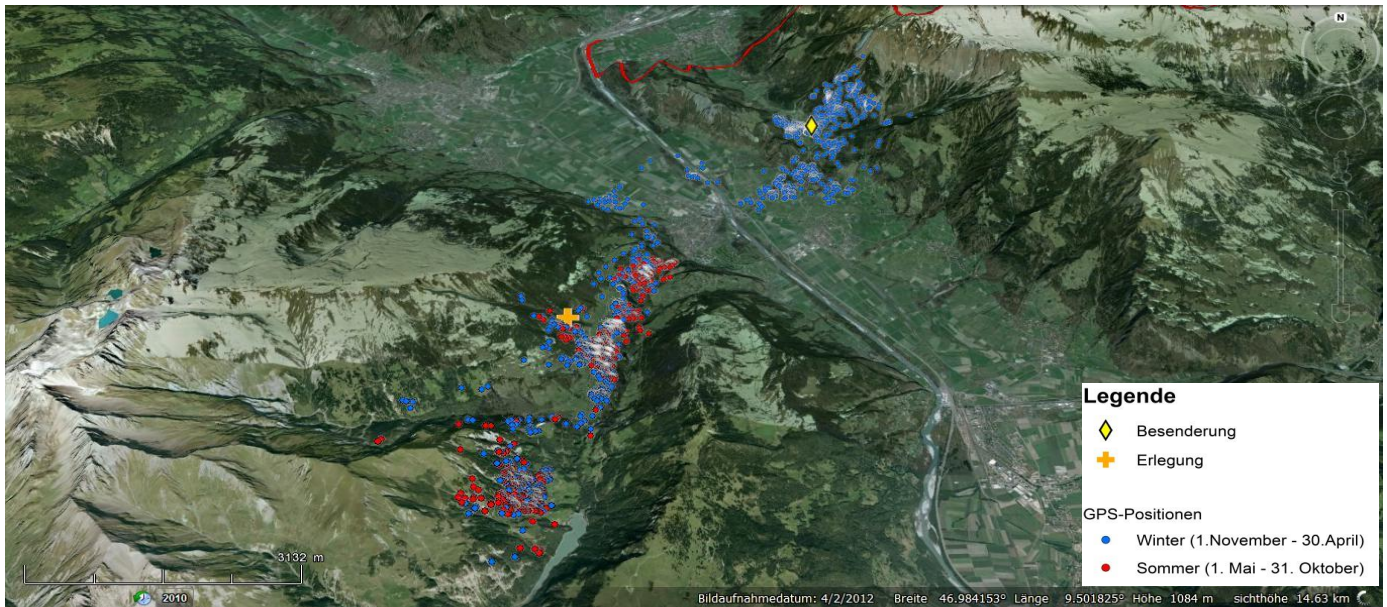 N
Legende
Besenderung
Erlegung
GPS-Positionen
Winter (1.November - 30.April)
Sommer (1. Mai - 31. Oktober)
3132 m
2010
Bildaufnahmedatum: 4/2/2012 Breite 46.984153° Länge 9.501825° Höhe 1084 m sichthöhe 14.63 km